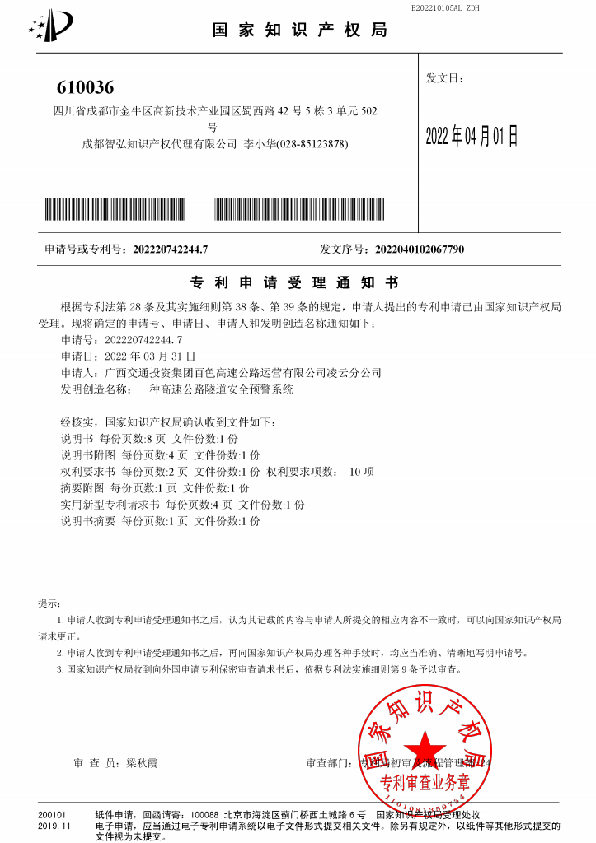 国家知识产权局
610036
四川省成都市金牛区高新技术产业园区蜀西路 42 号 5 栋 3 单元 502
号
成都智弘知识产权代理有限公司 李小华(028-85123878)
发文日:
2022 年 04 月 01 日
申请号或专利号: 202220742244.7 发文序号: 2022040102067790
专利申请受理通知书
根据专利法第 28 条及其实施细则第 38 条、第 39 条的规定，申请人提出的专利申请已由国家知识产权局
受理。现将确定的申请号、申请日、申请人和发明创造名称通知如下:
申请号: 202220742244.7
申请日: 2022 年 03 月 31 日
申请人: 广西交通投资集团百色高速公路运营有限公司凌云分公司
发明创造名称: 一种高速公路隧道安全预警系统
经核实，国家知识产权局确认收到文件如下:
说明书 每份页数:8 页 文件份数:1 份
说明书附图 每份页数:4 页 文件份数:1 份
权利要求书 每份页数:2 页 文件份数:1 份 权利要求项数: 10 项
摘要附图 每份页数:1 页 文件份数:1 份
实用新型专利请求书 每份页数:4 页 文件份数:1 份
说明书摘要 每份页数:1 页 文件份数:1 份
提示:
1. 申请人收到专利申请受理通知书之后，认为其记载的内容与申请人所提交的相应内容不一致时，可以向国家知识产权局
请求更正。
2. 申请人收到专利申请受理通知书之后，再向国家知识产权局办理各种手续时，均应当准确、清晰地写明申请号。
3. 国家知识产权局收到向外国申请专利保密审查请求书后，依据专利法实施细则第 9 条予以审查。
国家知识产权局
专利审查业务章
审 查 员: 梁秋霞 审查部门:
200101 纸件申请，回函请寄: 100088 北京市海淀区蓟门桥西土城路 6 号 国家知识产权局受理处收
2019.11 电子申请，应当通过电子专利申请系统以电子文件形式提交相关文件。除另有规定外，以纸件等其他形式提交的
文件视为未提交。